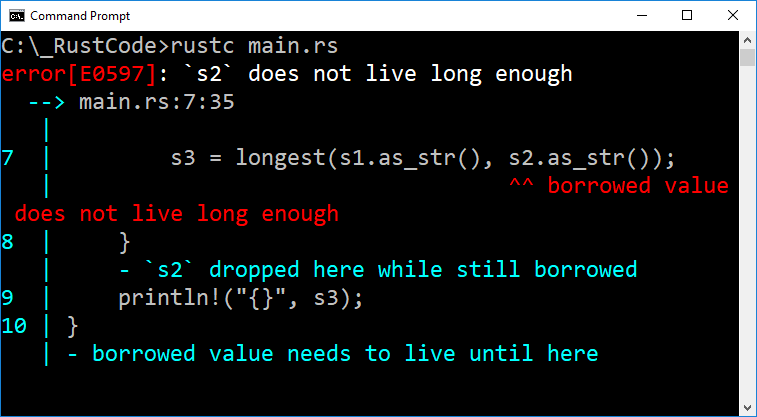 Command Prompt
C:\_RustCode>rustc main.rs
error[E0597]: `s2` does not live long enough
  --> main.rs:7:35
   |
7  |         s3 = longest(s1.as_str(), s2.as_str());
   |                                   ^^ borrowed value
 does not live long enough
8  |     }
   |     - `s2` dropped here while still borrowed
9  |     println!("{}", s3);
10 | }
   | - borrowed value needs to live until here